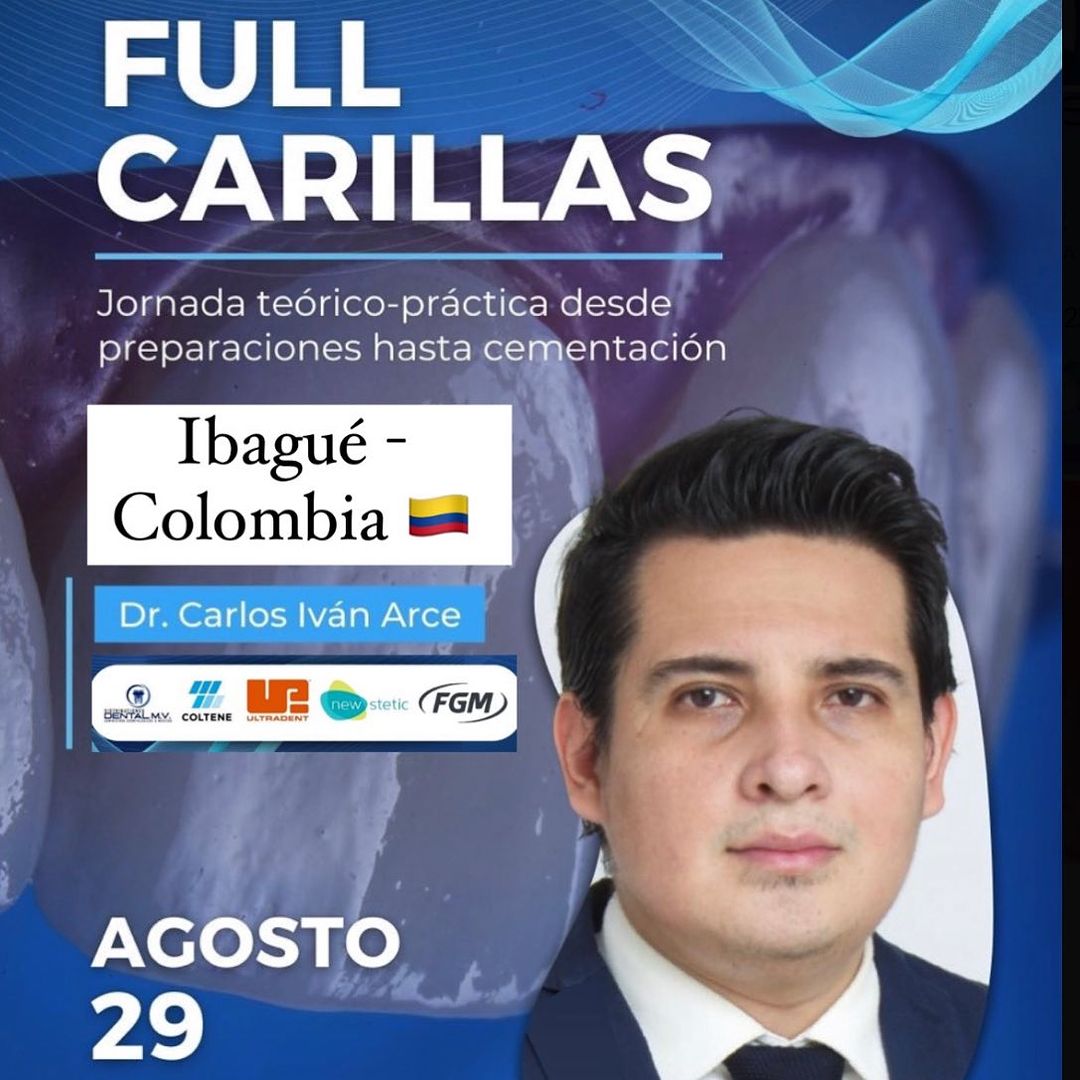 FULL
CARILLAS
Jornada teórico-práctica desde
preparaciones hasta cementación
Ibagué -
Colombia 🇨🇴
Dr. Carlos Iván Arce
DENTAL M.V.
COLTENE
ULTRADENT
new stetic
FGM
AGOSTO
29